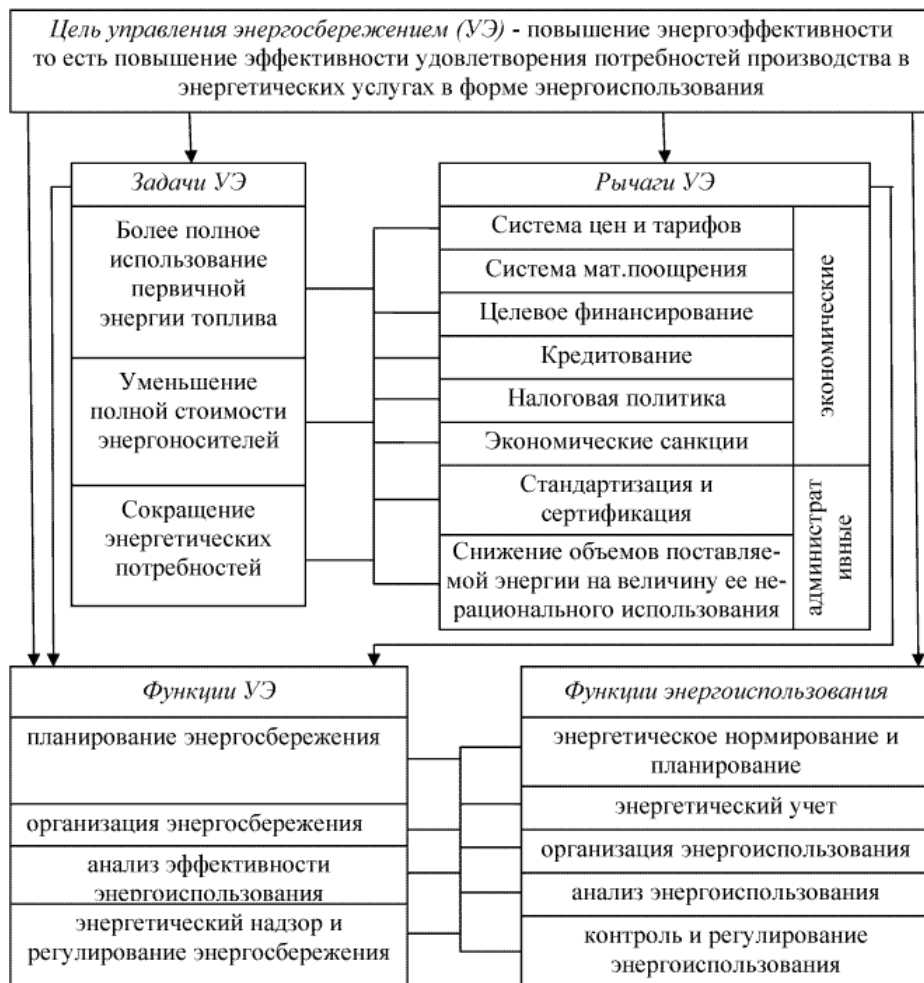 Цель управления энергосбережением (УЭ) - повышение энергоэффективности
то есть повышение эффективности удовлетворения потребностей производства в
энергетических услугах в форме энергоиспользования
Задачи УЭ
Более полное
использование
первичной
энергии топлива
Уменьшение
полной стоимости
энергоносителей
Сокращение
энергетических
потребностей
Рычаги УЭ
Система цен и тарифов
Система мат.поощрения
Целевое финансирование
Кредитование
Налоговая политика
Экономические санкции
экономические
Стандартизация и
сертификация
Снижение объемов поставляе-
мой энергии на величину ее не-
рационального использования
администрат
ивные
Функции УЭ
планирование энергосбережения
организация энергосбережения
анализ эффективности
энергоиспользования
энергетический надзор и
регулирование энергосбережения
Функции энергоиспользования
энергетическое нормирование и
планирование
энергетический учет
организация энергоиспользования
анализ энергоиспользования
контроль и регулирование
энергоиспользования